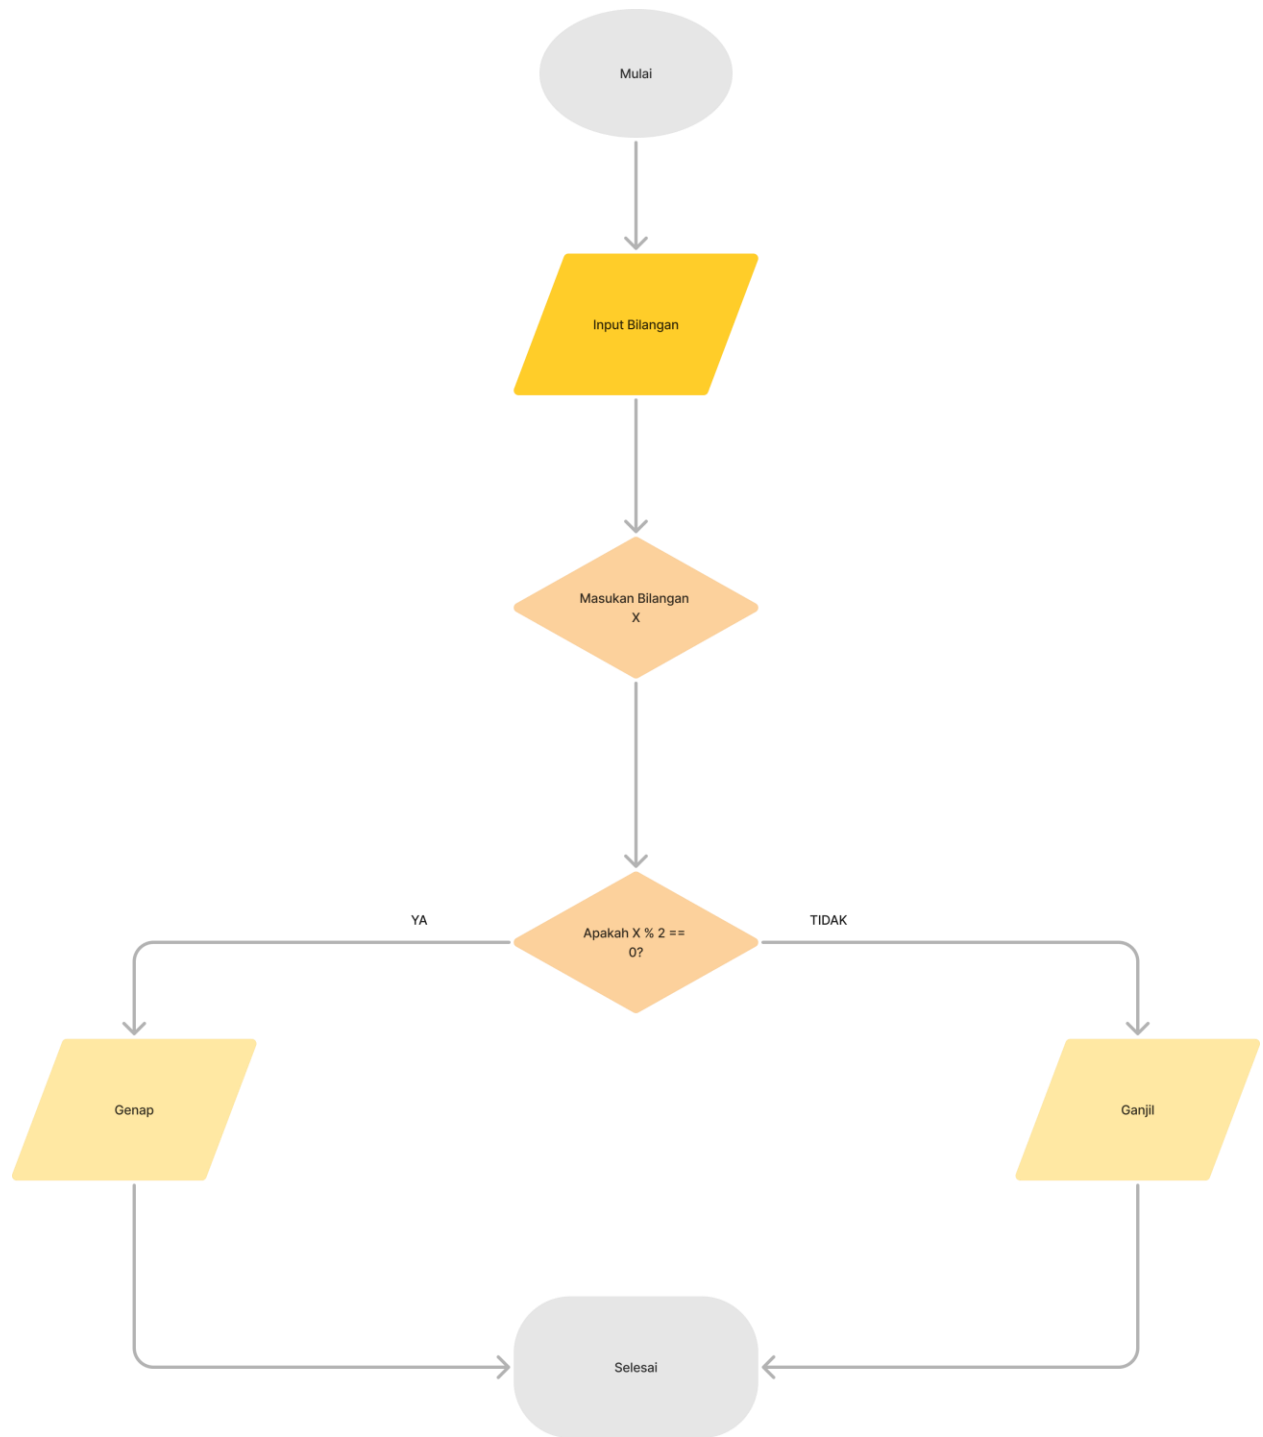 Mulai
Input Bilangan
Masukan Bilangan
X
Apakah X % 2 ==
0?
YA
TIDAK
Genap
Ganjil
Selesai